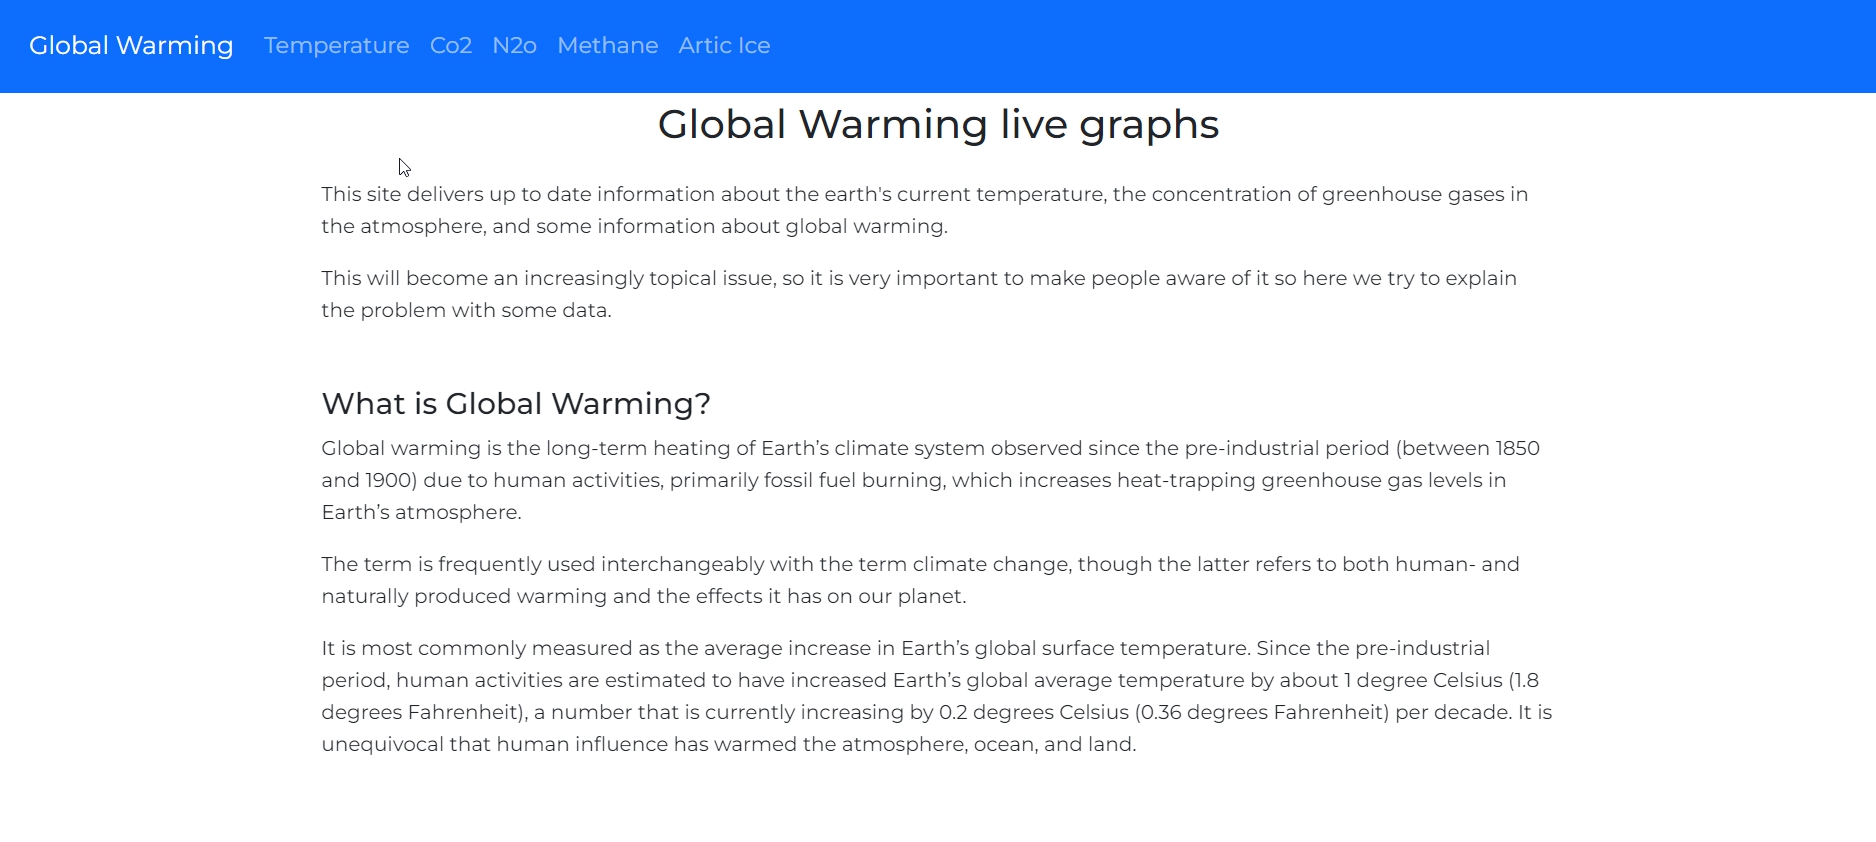 Global Warming Temperature Co2 N2o Methane Artic Ice
Global Warming live graphs
This site delivers up to date information about the earth's current temperature, the concentration of greenhouse gases in
the atmosphere, and some information about global warming.
This will become an increasingly topical issue, so it is very important to make people aware of it so here we try to explain
the problem with some data.
What is Global Warming?
Global warming is the long-term heating of Earth’s climate system observed since the pre-industrial period (between 1850
and 1900) due to human activities, primarily fossil fuel burning, which increases heat-trapping greenhouse gas levels in
Earth’s atmosphere.
The term is frequently used interchangeably with the term climate change, though the latter refers to both human- and
naturally produced warming and the effects it has on our planet.
It is most commonly measured as the average increase in Earth’s global surface temperature. Since the pre-industrial
period, human activities are estimated to have increased Earth’s global average temperature by about 1 degree Celsius (1.8
degrees Fahrenheit), a number that is currently increasing by 0.2 degrees Celsius (0.36 degrees Fahrenheit) per decade. It is
unequivocal that human influence has warmed the atmosphere, ocean, and land.